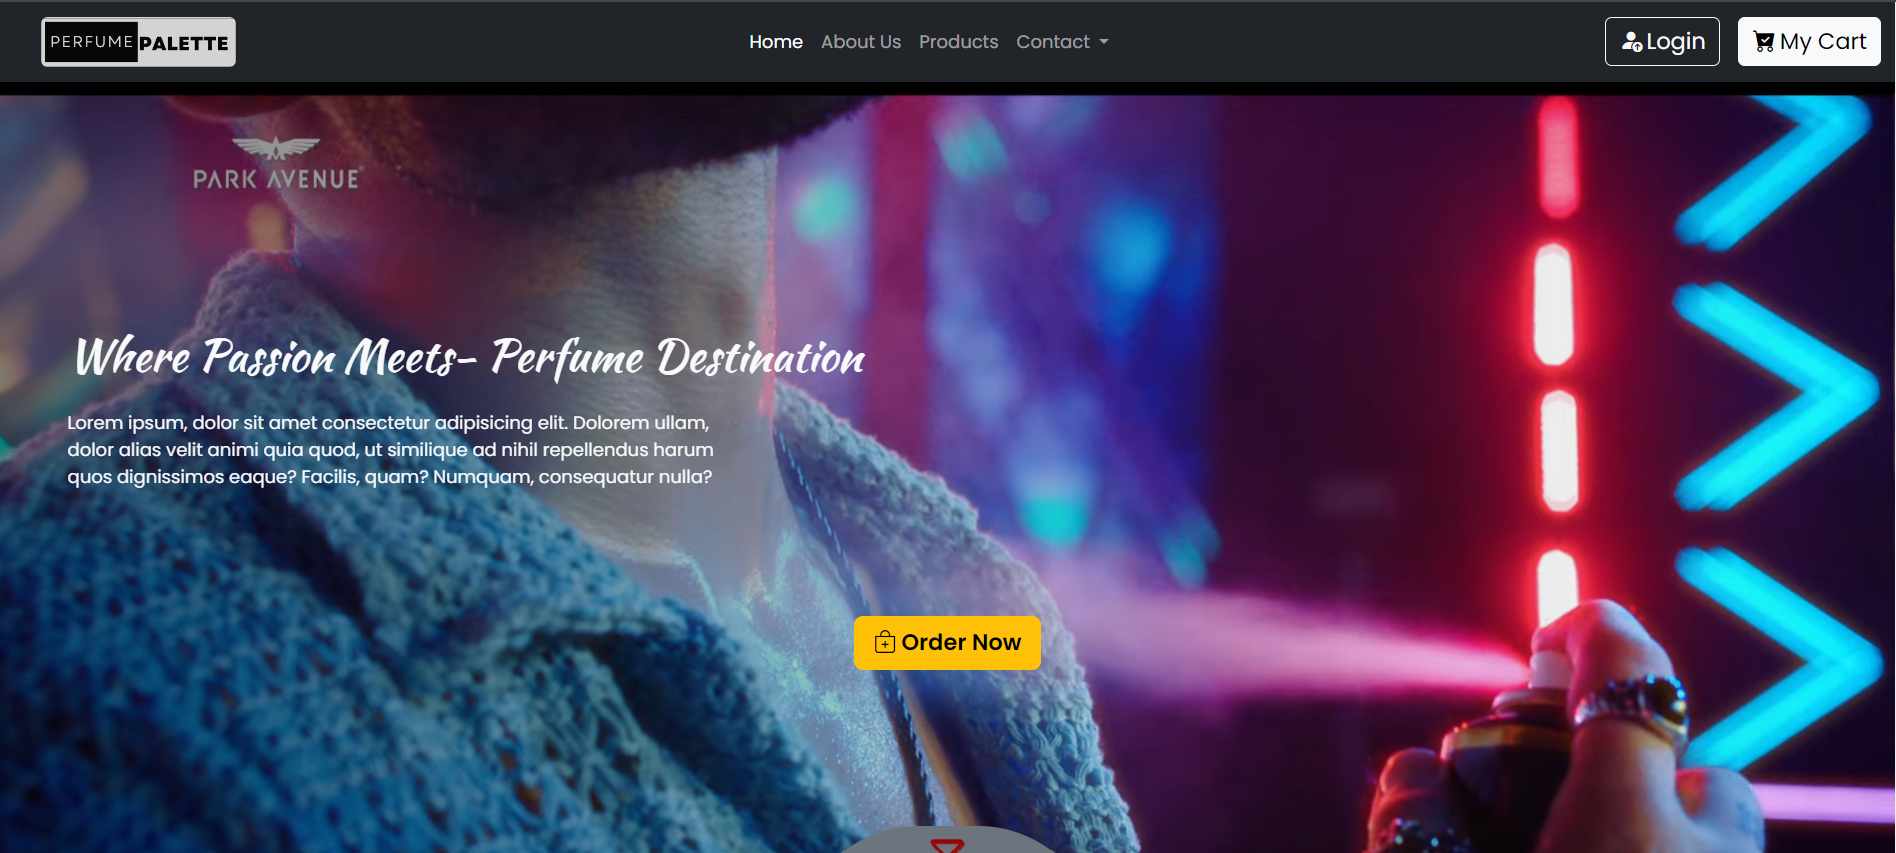 PERFUME PALETTE
Home About Us Products Contact
Login
My Cart
PARK AVENUE
Where Passion Meets- Perfume Destination
Lorem ipsum, dolor sit amet consectetur adipisicing elit. Dolorem ullam,
dolor alias velit animi quia quod, ut similique ad nihil repellendus harum
quos dignissimos eaque? Facilis, quam? Numquam, consequatur nulla?
Order Now